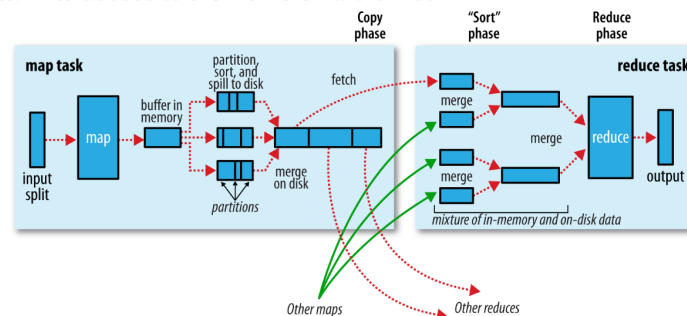 Copy
phase
“Sort”
phase
Reduce
phase
map task
reduce task
partition,
sort, and
spill to disk
fetch
buffer in
memory
map
merge
merge
reduce
input
split
merge
on disk
merge
output
partitions
mixture of in-memory and on-disk data
Other maps
Other reduces